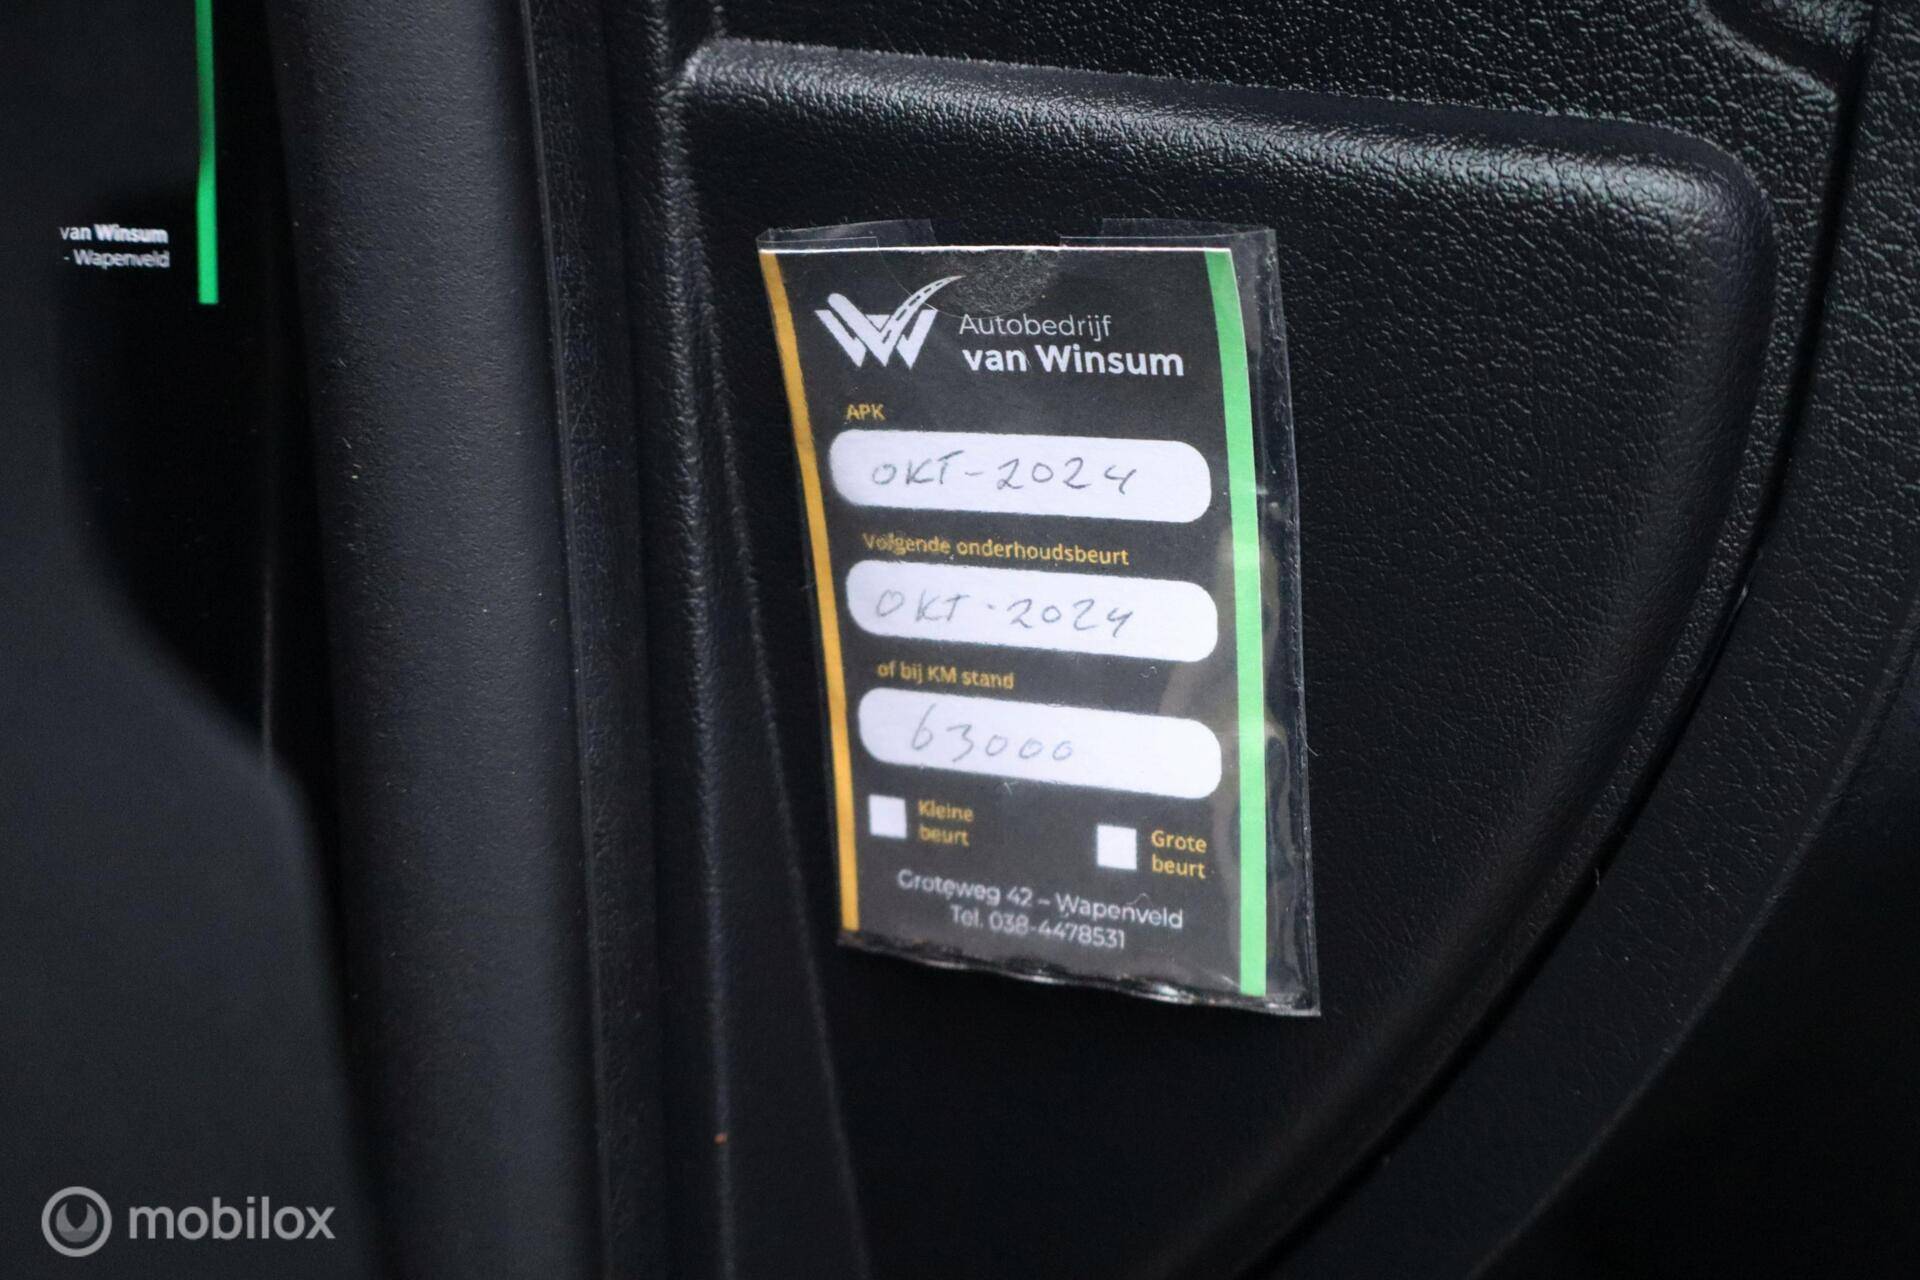 van Winsum
- Wapenveld
Autobedrijf
van Winsum
APK
OKT-2024
Volgende onderhoudsbeurt
OKT-2024
of bij KM stand
63000
Kleine
beurt
Grote
beurt
Groteweg 42 – Wapenveld
Tel. 038-4478531
mobilox